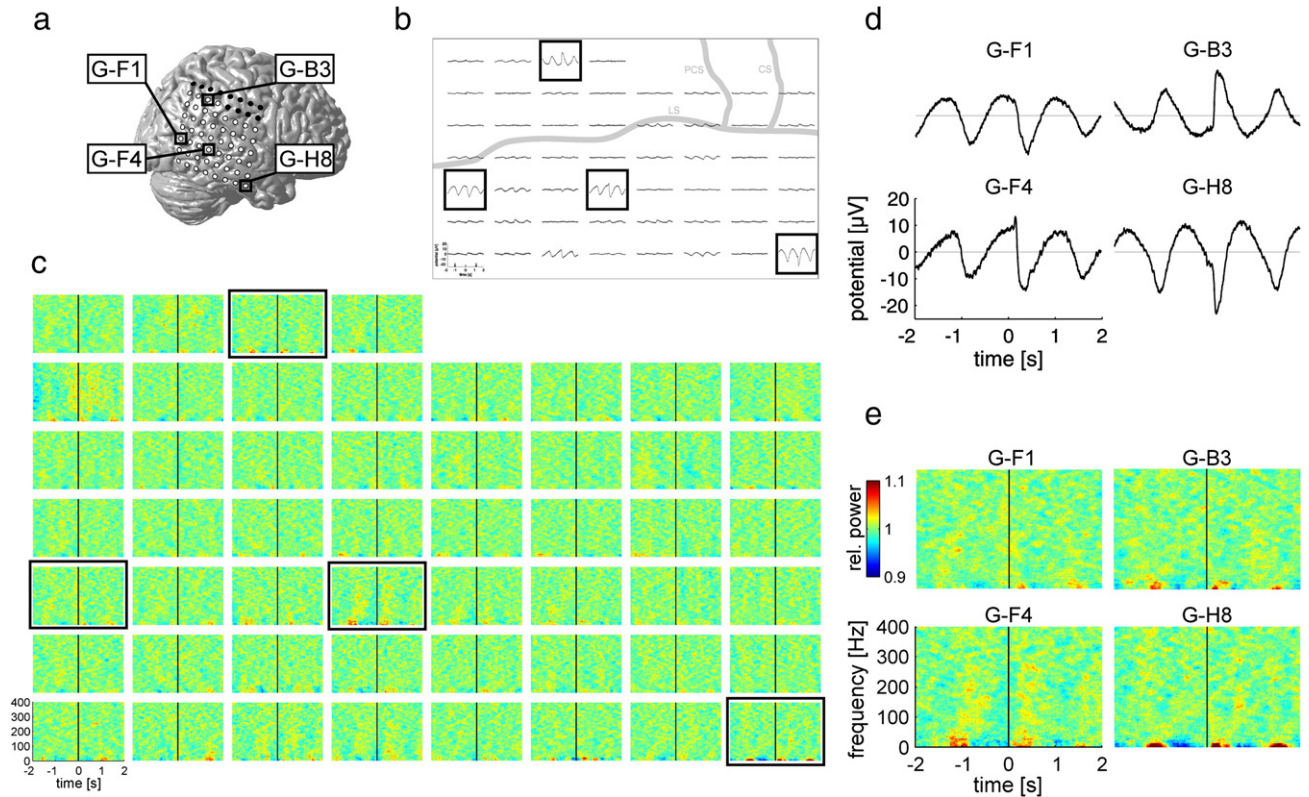 a
G-F1
G-B3
G-F4
G-H8
b
PCS
CS
LS
potential [µV]
time [s]
c
400
300
200
100
0
-2 -1 0 1 2
time [s]
d
G-F1
G-B3
G-F4
G-H8
potential [µV]
20
10
0
-10
-20
-2 -1 0 1 2
time [s]
e
G-F1
G-B3
rel. power
1.1
1
0.9
G-F4
G-H8
frequency [Hz]
400
300
200
100
0
-2 -1 0 1 2
time [s]